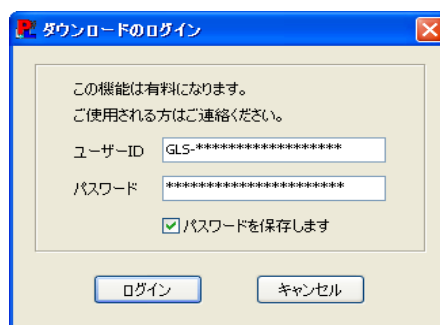 ダウンロードのログイン
この機能は有料になります。
ご使用される方はご連絡ください。
ユーザーID GLS-******************
パスワード **********************
パスワードを保存します
ログイン キャンセル